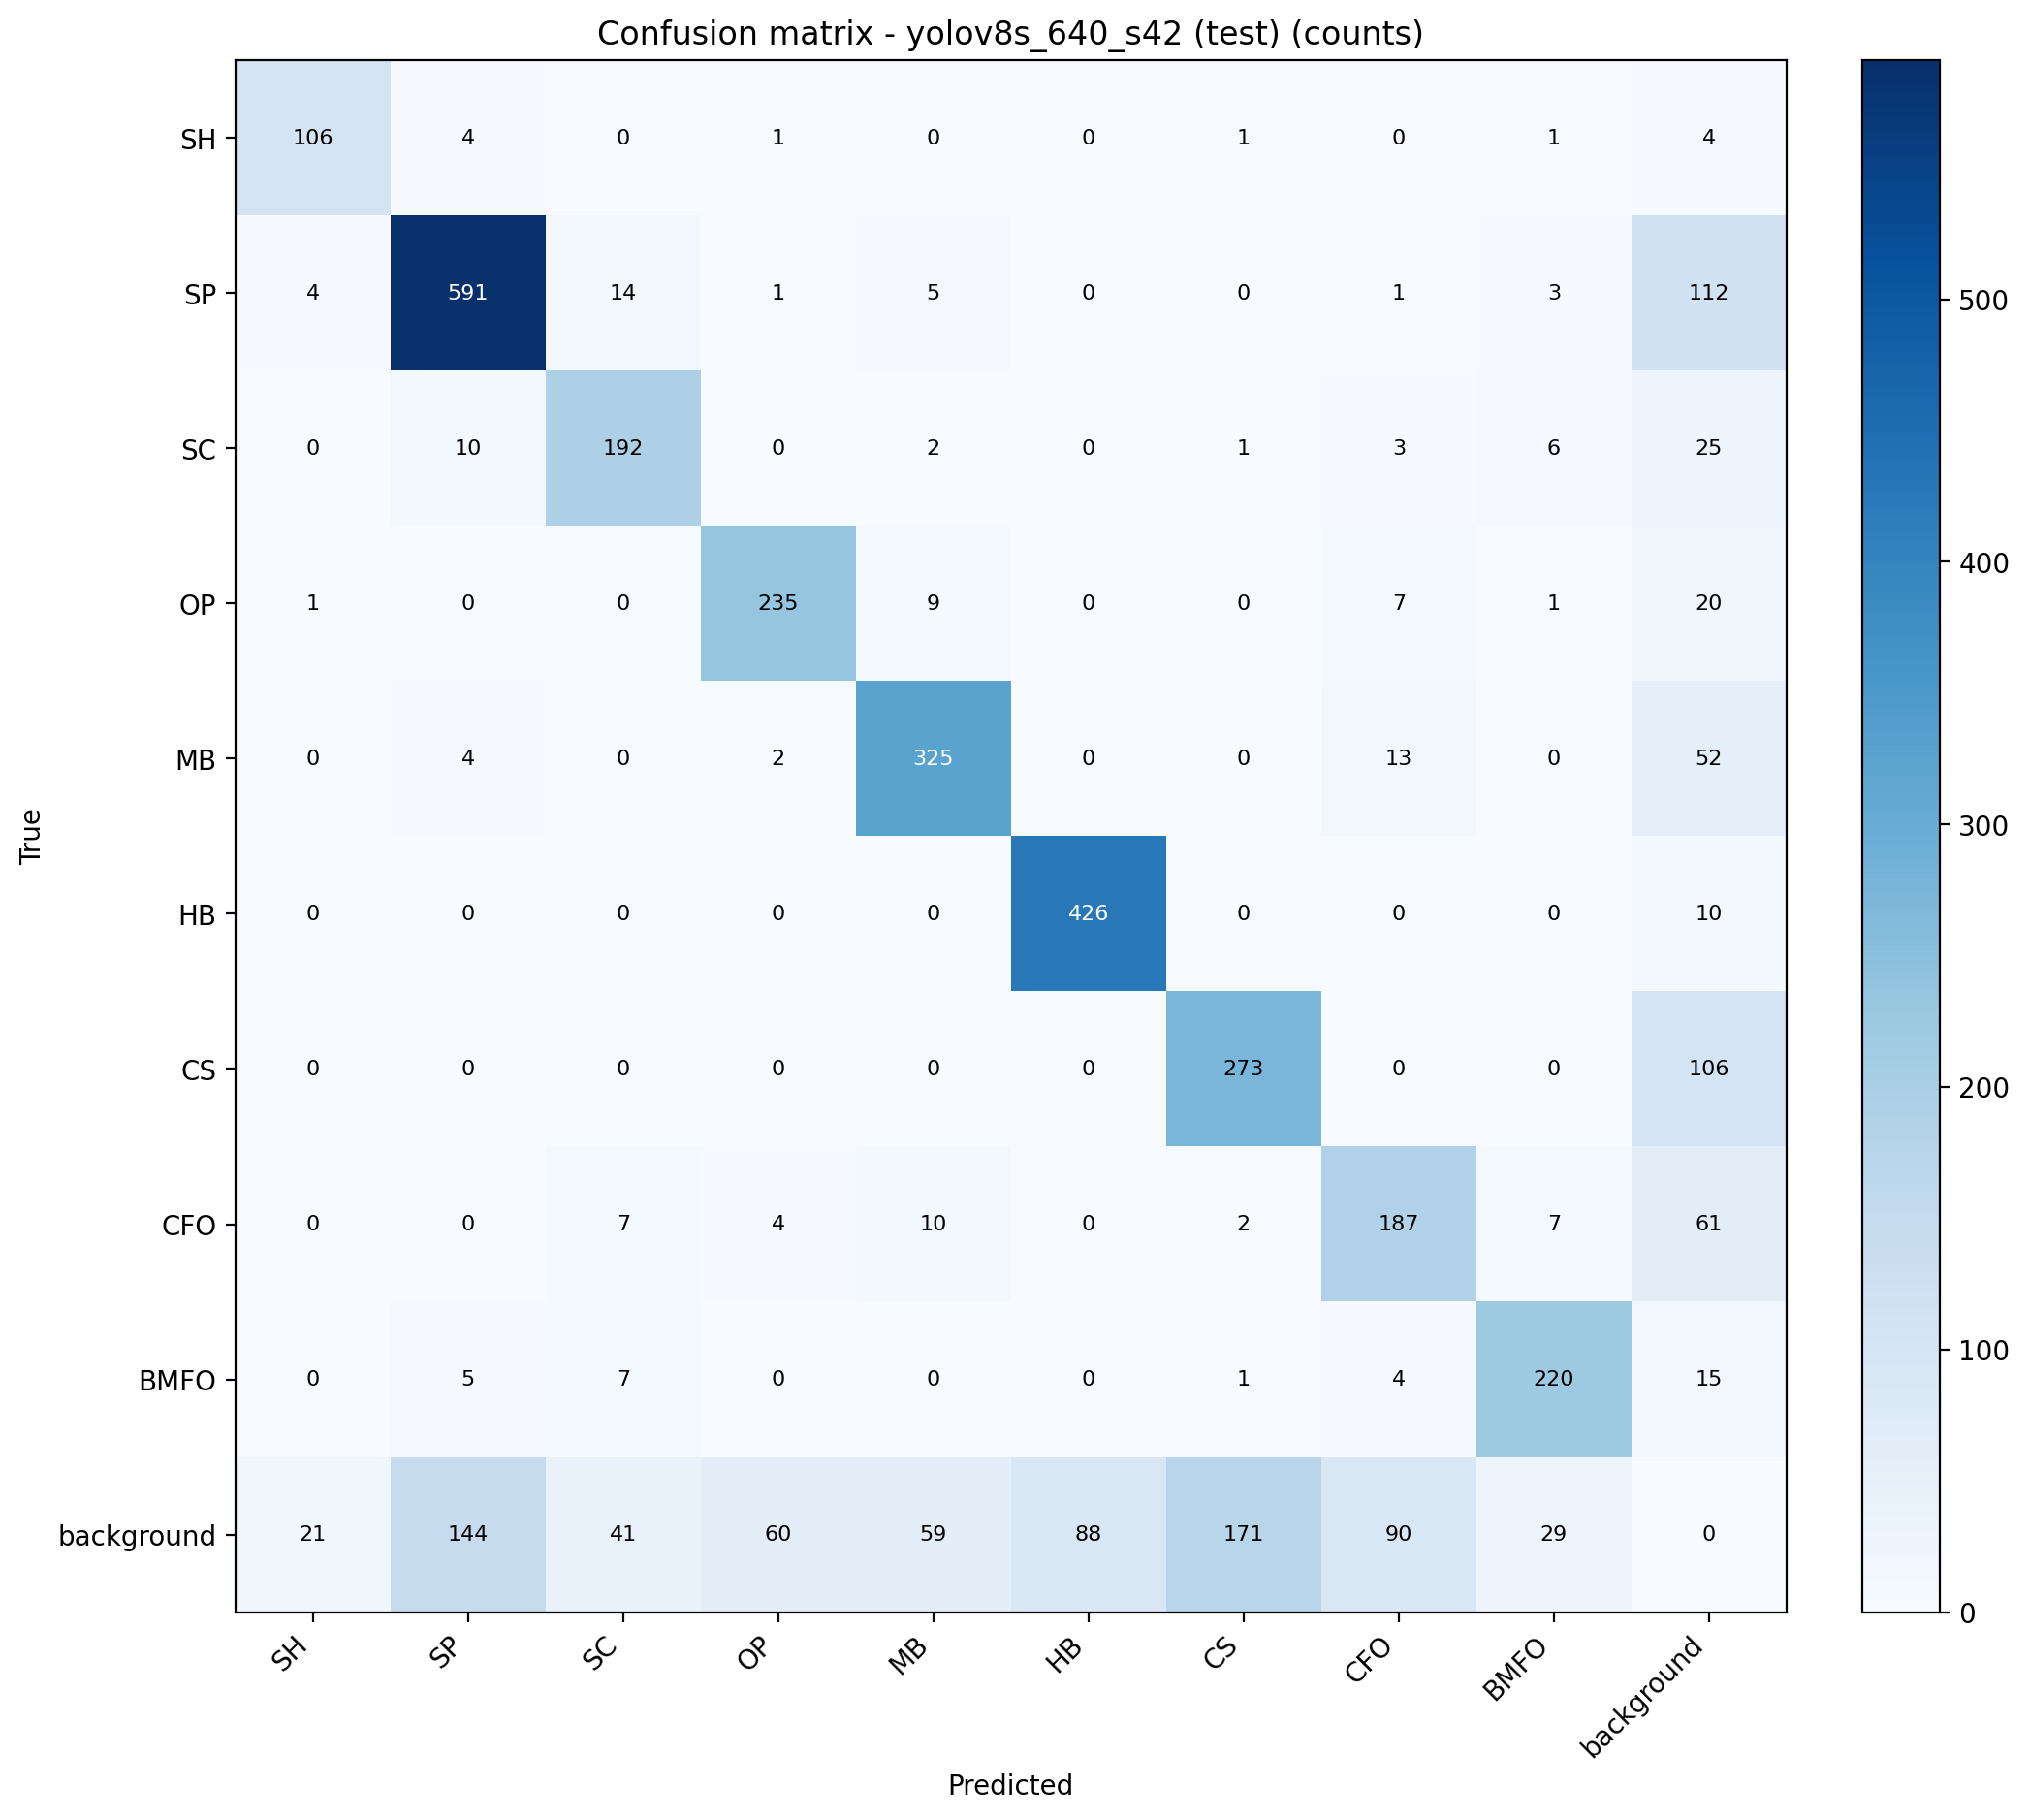 Confusion matrix - yolov8s_640_s42 (test) (counts)
SH 106 4 0 1 0 0 1 0 1 4
SP 4 591 14 1 5 0 0 1 3 112
SC 0 10 192 0 2 0 1 3 6 25
OP 1 0 0 235 9 0 0 7 1 20
MB 0 4 0 2 325 0 0 13 0 52
HB 0 0 0 0 0 426 0 0 0 10
CS 0 0 0 0 0 0 273 0 0 106
CFO 0 0 7 4 10 0 2 187 7 61
BMFO 0 5 7 0 0 0 1 4 220 15
background 21 144 41 60 59 88 171 90 29 0
SH SP SC OP MB HB CS CFO BMFO background
Predicted
True
500
400
300
200
100
0